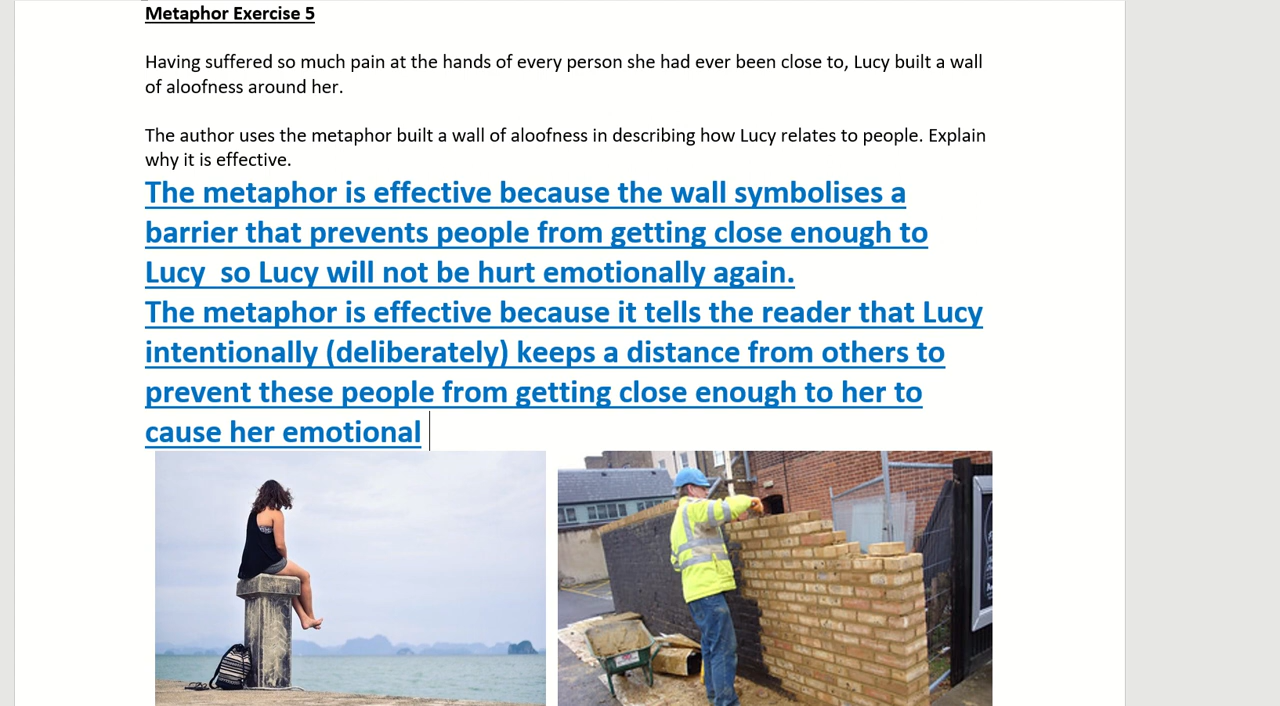 Metaphor Exercise 5
Having suffered so much pain at the hands of every person she had ever been close to, Lucy built a wall
of aloofness around her.
The author uses the metaphor built a wall of aloofness in describing how Lucy relates to people. Explain
why it is effective.
The metaphor is effective because the wall symbolises a
barrier that prevents people from getting close enough to
Lucy  so Lucy will not be hurt emotionally again.
The metaphor is effective because it tells the reader that Lucy
intentionally (deliberately) keeps a distance from others to
prevent these people from getting close enough to her to
cause her emotional